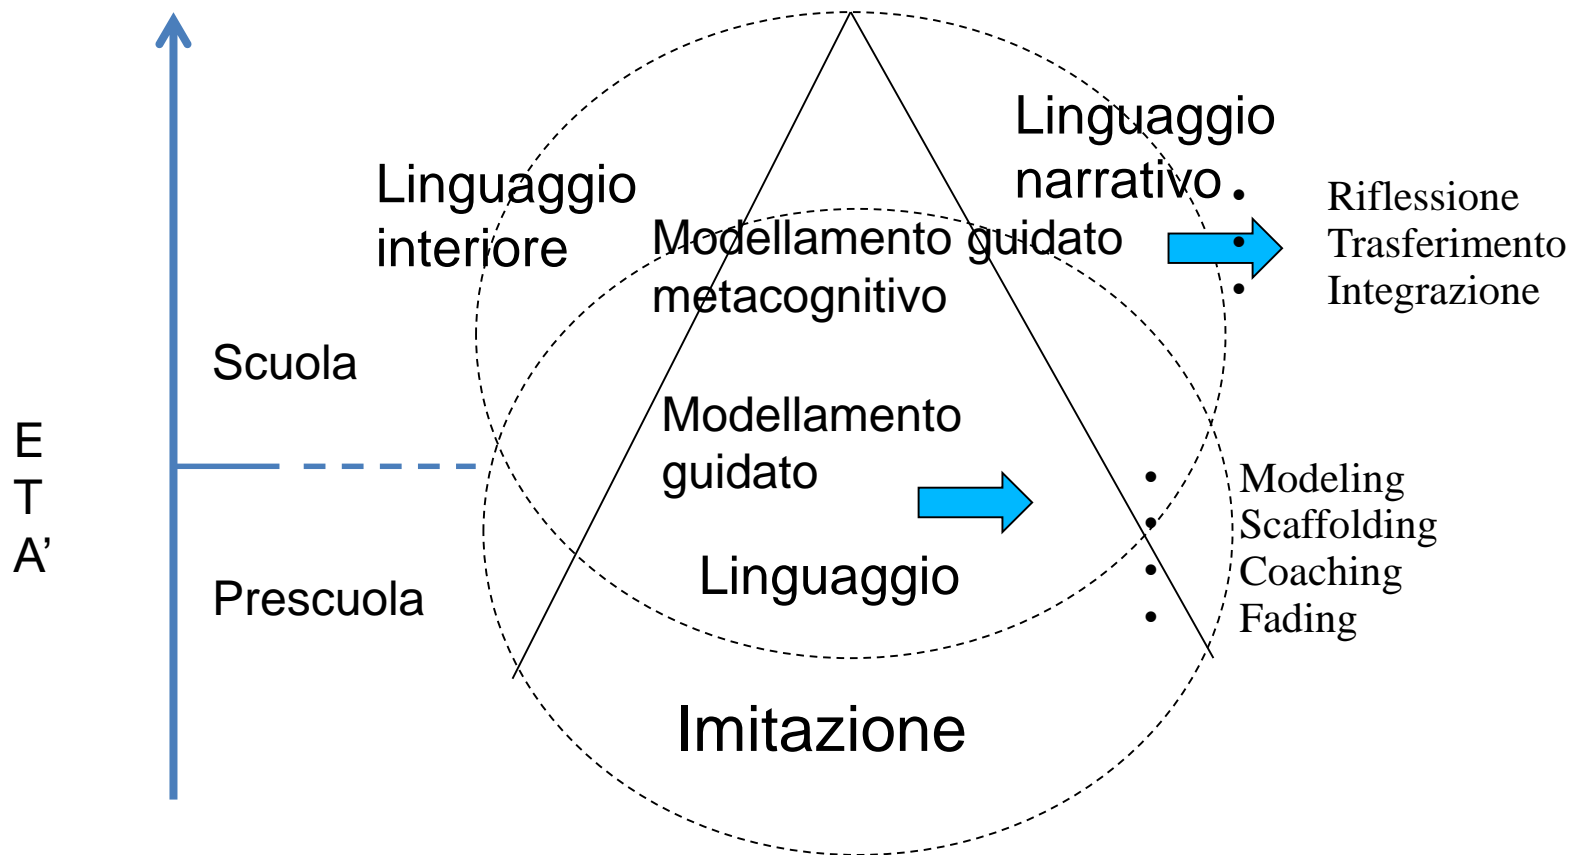 Linguaggio
narrativo
Linguaggio
interiore
Modellamento guidato
metacognitivo
• Riflessione
• Trasferimento
• Integrazione
Scuola
E
T
A’
Modellamento
guidato
• Modeling
• Scaffolding
• Coaching
• Fading
Linguaggio
Prescuola
Imitazione